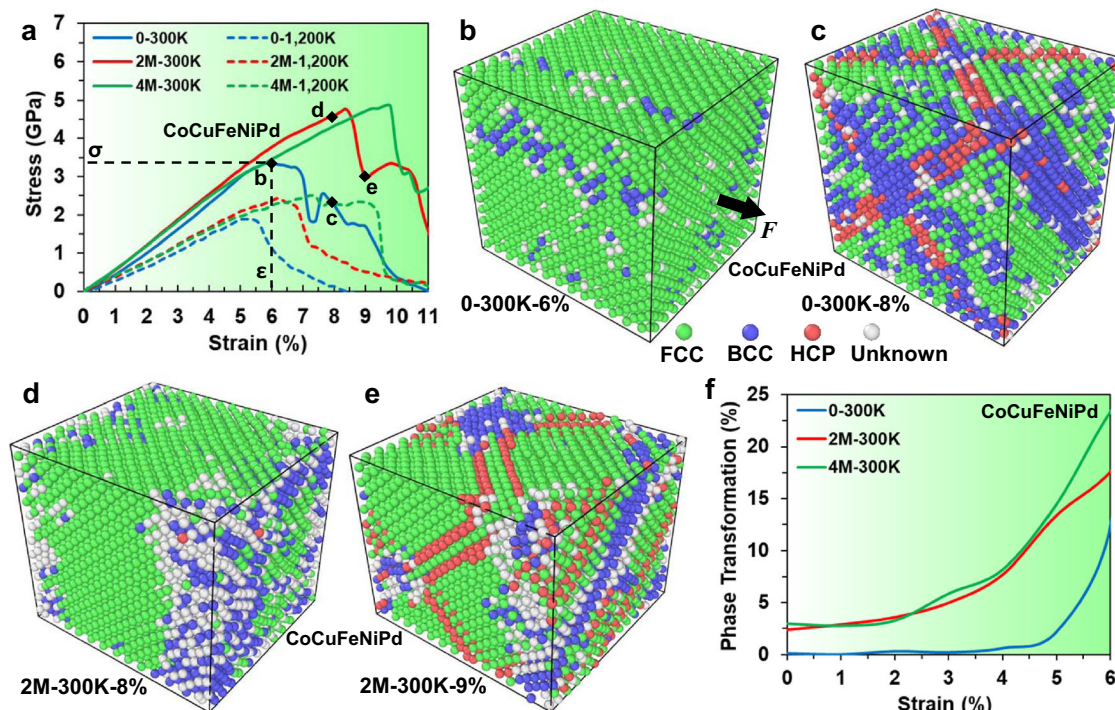 a
7
6
5
4
3
2
1
0
Stress (GPa)
0-300K
0-1,200K
2M-300K
2M-1,200K
4M-300K
4M-1,200K
CoCuFeNiPd
σ
ε
b
c
d
e
0 1 2 3 4 5 6 7 8 9 10 11
Strain (%)
b
F
CoCuFeNiPd
0-300K-6%
c
0-300K-8%
FCC
BCC
HCP
Unknown
d
CoCuFeNiPd
2M-300K-8%
e
2M-300K-9%
f
25
20
15
10
5
0
Phase Transformation (%)
0-300K
2M-300K
4M-300K
CoCuFeNiPd
0 1 2 3 4 5 6
Strain (%)